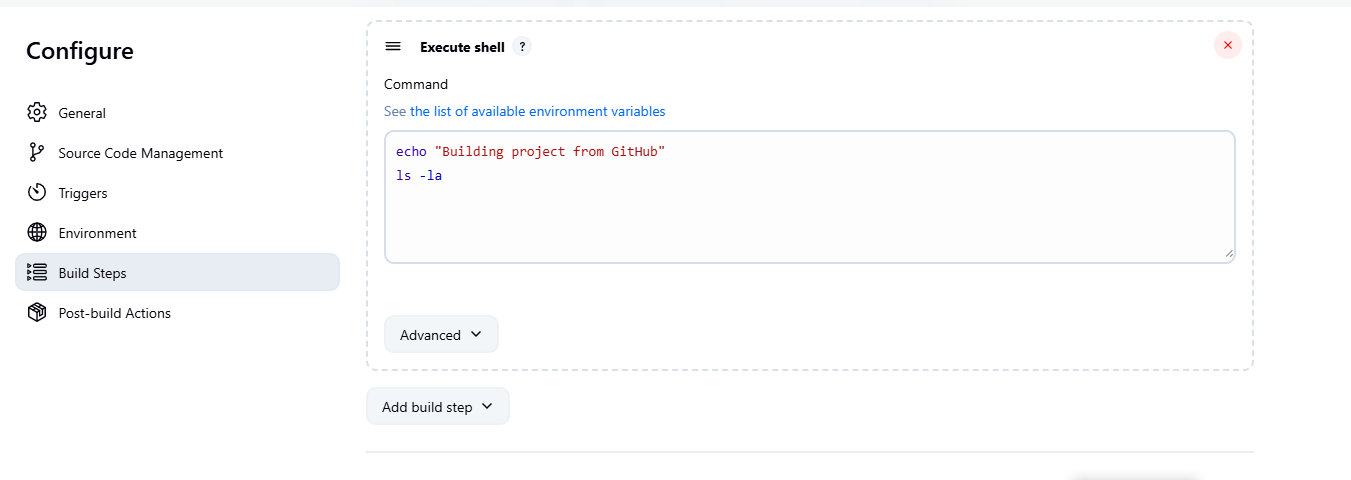 Configure
General
Source Code Management
Triggers
Environment
Build Steps
Post-build Actions
Execute shell ?
Command
See the list of available environment variables
echo "Building project from GitHub"
ls -la
Advanced
Add build step